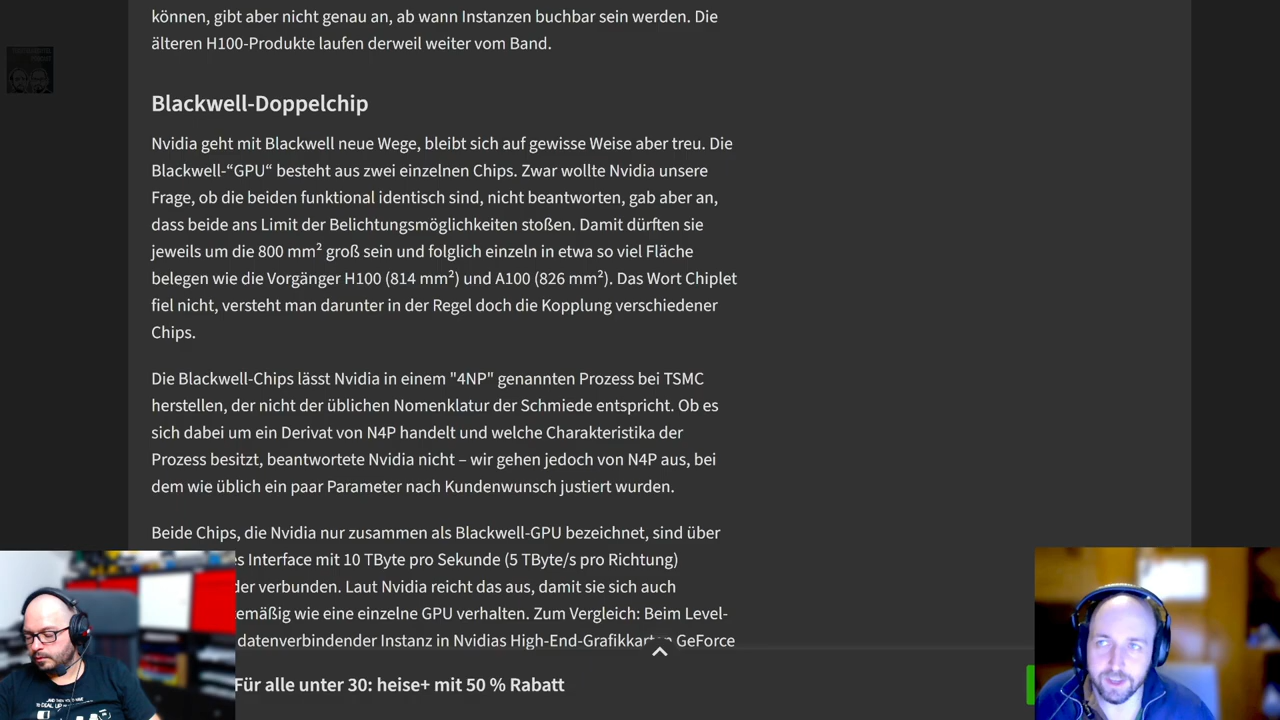 können, gibt aber nicht genau an, ab wann Instanzen buchbar sein werden. Die
älteren H100-Produkte laufen derweil weiter vom Band.
Blackwell-Doppelchip
Nvidia geht mit Blackwell neue Wege, bleibt sich auf gewisse Weise aber treu. Die
Blackwell-“GPU“ besteht aus zwei einzelnen Chips. Zwar wollte Nvidia unsere
Frage, ob die beiden funktional identisch sind, nicht beantworten, gab aber an,
dass beide ans Limit der Belichtungsmöglichkeiten stoßen. Damit dürften sie
jeweils um die 800 mm² groß sein und folglich einzeln in etwa so viel Fläche
belegen wie die Vorgänger H100 (814 mm²) und A100 (826 mm²). Das Wort Chiplet
fiel nicht, versteht man darunter in der Regel doch die Kopplung verschiedener
Chips.
Die Blackwell-Chips lässt Nvidia in einem "4NP" genannten Prozess bei TSMC
herstellen, der nicht der üblichen Nomenklatur der Schmiede entspricht. Ob es
sich dabei um ein Derivat von N4P handelt und welche Charakteristika der
Prozess besitzt, beantwortete Nvidia nicht – wir gehen jedoch von N4P aus, bei
dem wie üblich ein paar Parameter nach Kundenwunsch justiert wurden.
Beide Chips, die Nvidia nur zusammen als Blackwell-GPU bezeichnet, sind über
es Interface mit 10 TByte pro Sekunde (5 TByte/s pro Richtung)
der verbunden. Laut Nvidia reicht das aus, damit sie sich auch
emäßig wie eine einzelne GPU verhalten. Zum Vergleich: Beim Level-
datenverbindender Instanz in Nvidias High-End-Grafikkarten GeForce
Für alle unter 30: heise+ mit 50 % Rabatt